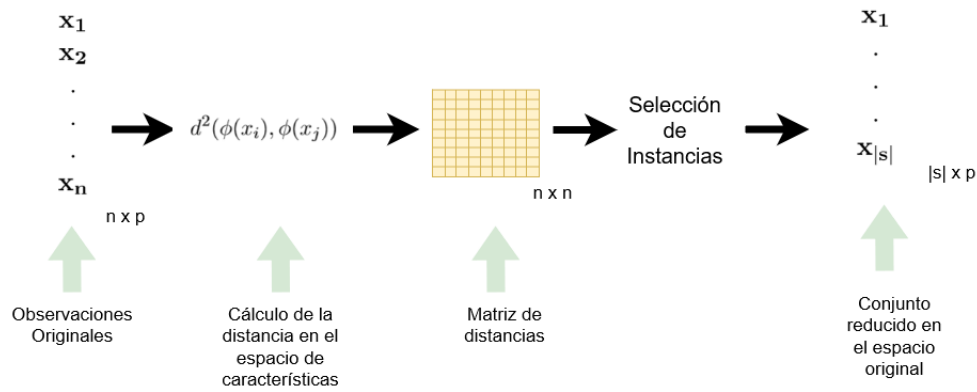 x₁
x₂
.
.
.
xₙ
n x p
d²(ϕ(xᵢ), ϕ(xⱼ))
n x n
Selección
de
Instancias
x₁
.
.
.
x|s|
|s| x p
Observaciones
Originales
Cálculo de la
distancia en el
espacio de
características
Matriz de
distancias
Conjunto
reducido en
el espacio
original